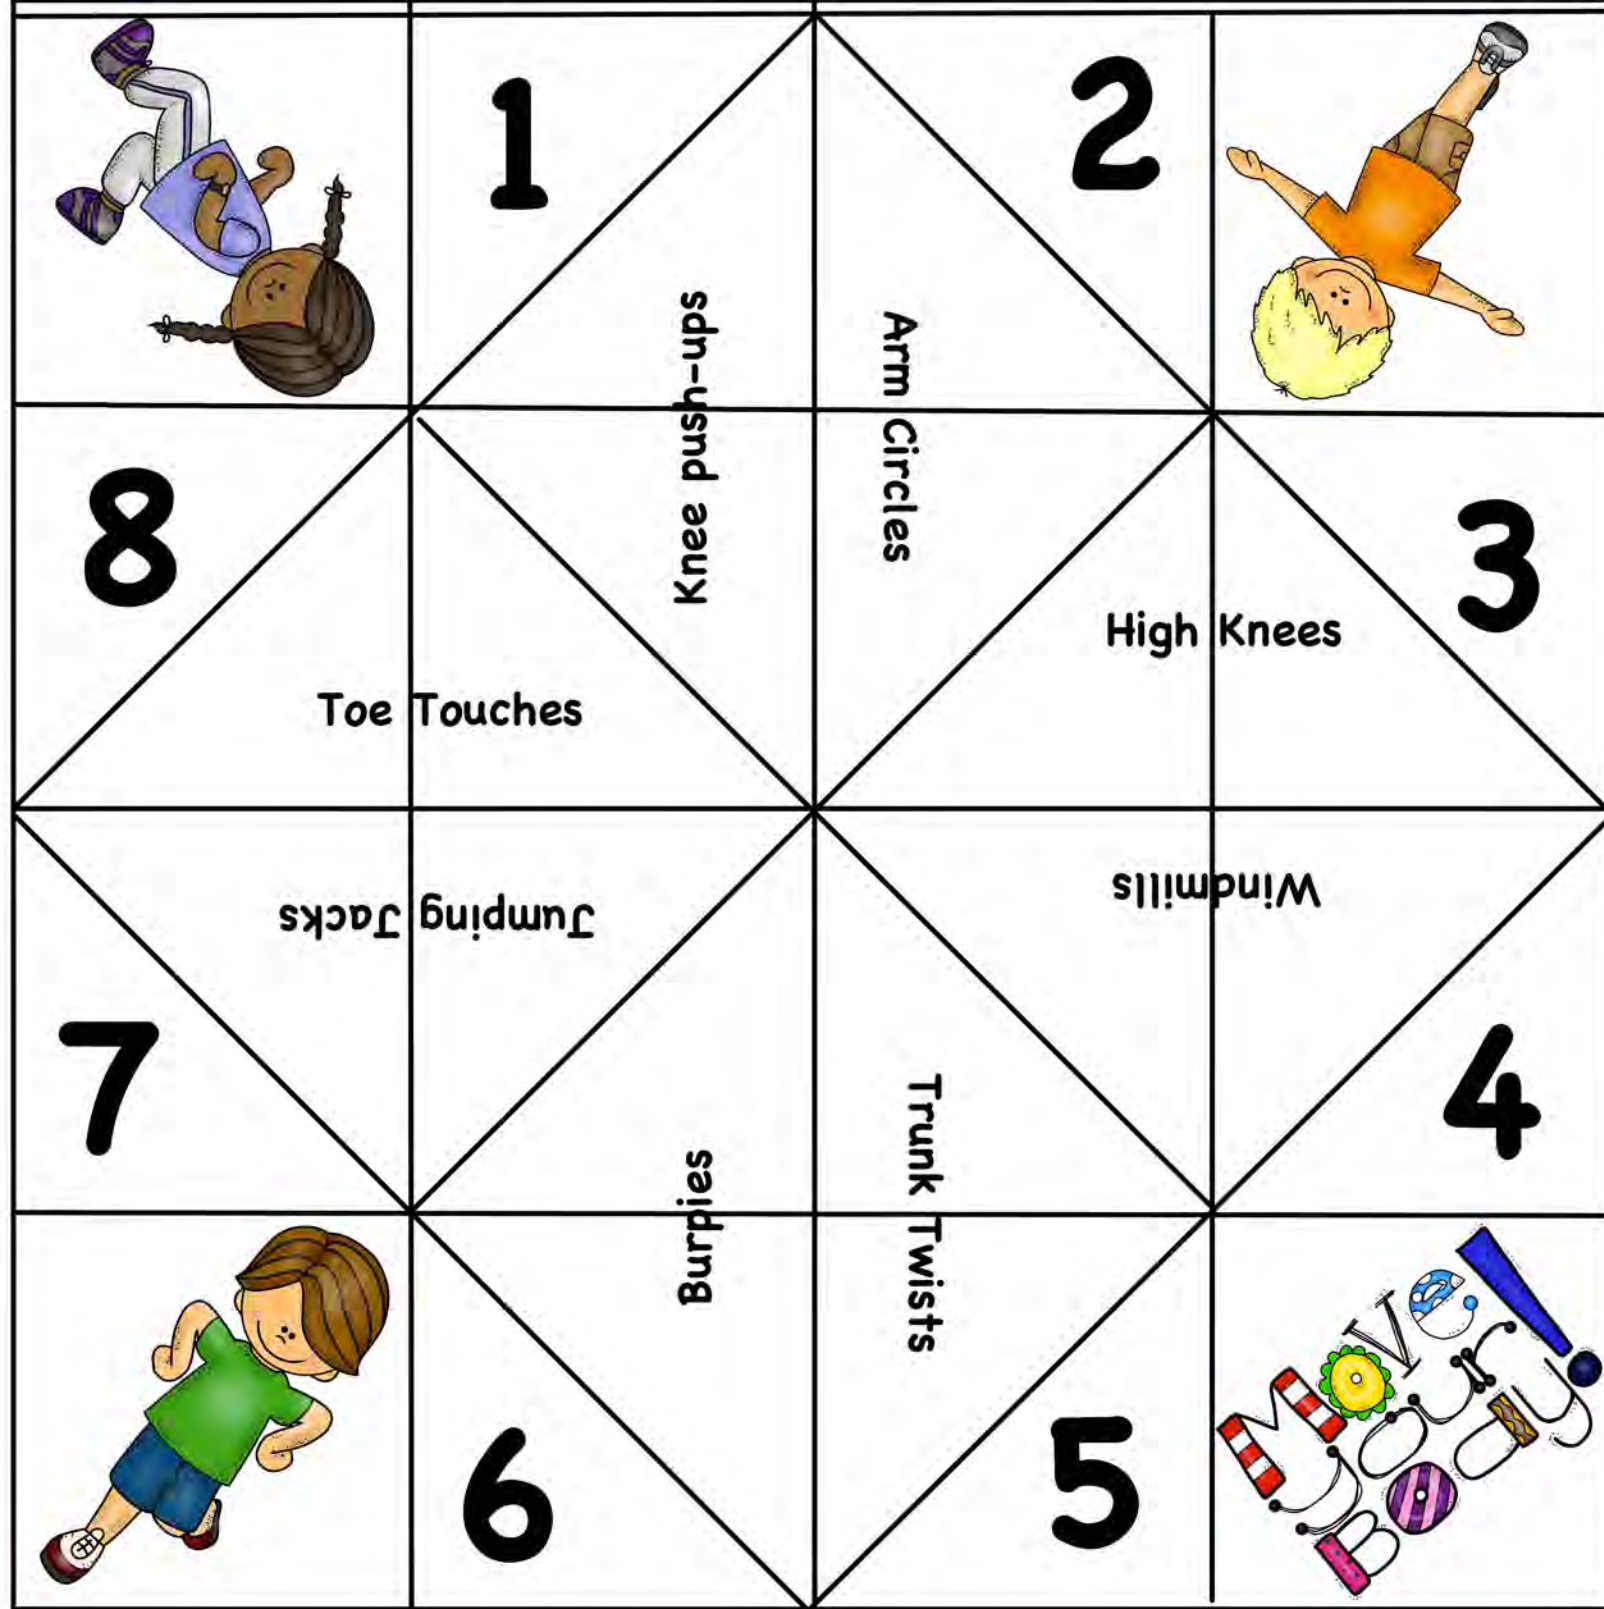 1
2
Knee push-ups
Arm Circles
8
3
High Knees
Toe Touches
Windmills
Jumping Jacks
7
4
Trunk Twists
Burpies
6
5
Move
Your
Body!